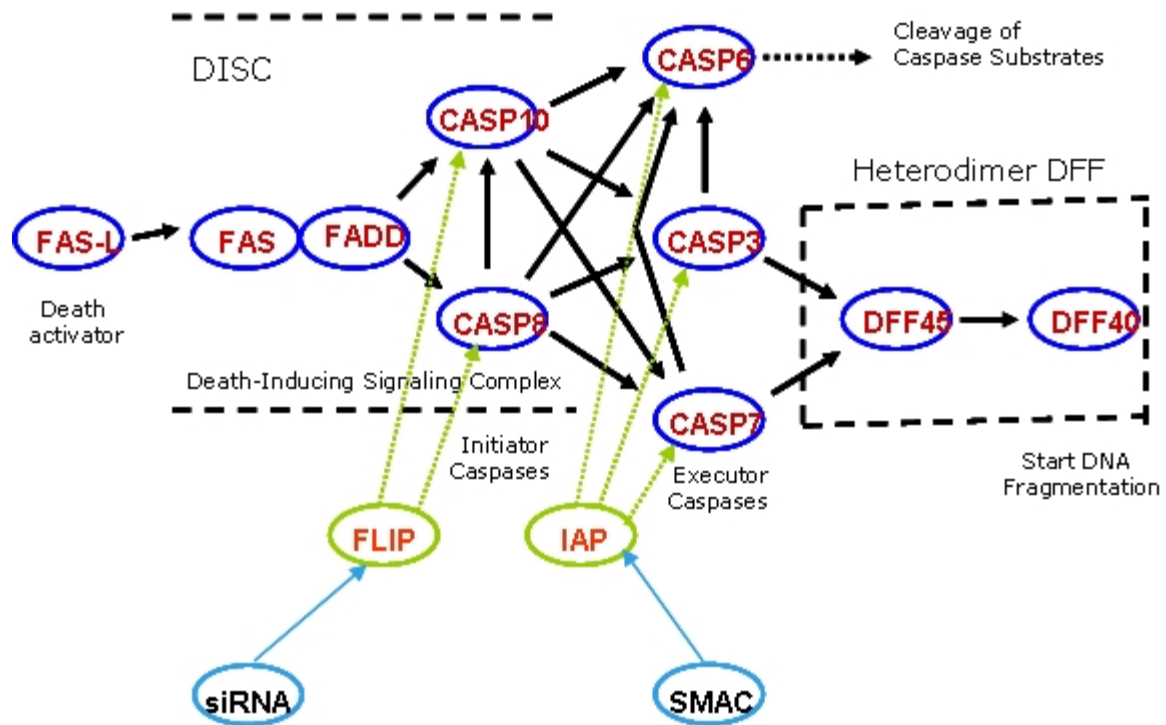 DISC
CASP6
Cleavage of
Caspase Substrates
CASP10
Heterodimer DFF
FAS-L
FAS
FADD
CASP3
Death
activator
CASP8
DFF45
DFF40
Death-Inducing Signaling Complex
CASP7
Initiator
Caspases
Executor
Caspases
Start DNA
Fragmentation
FLIP
IAP
siRNA
SMAC